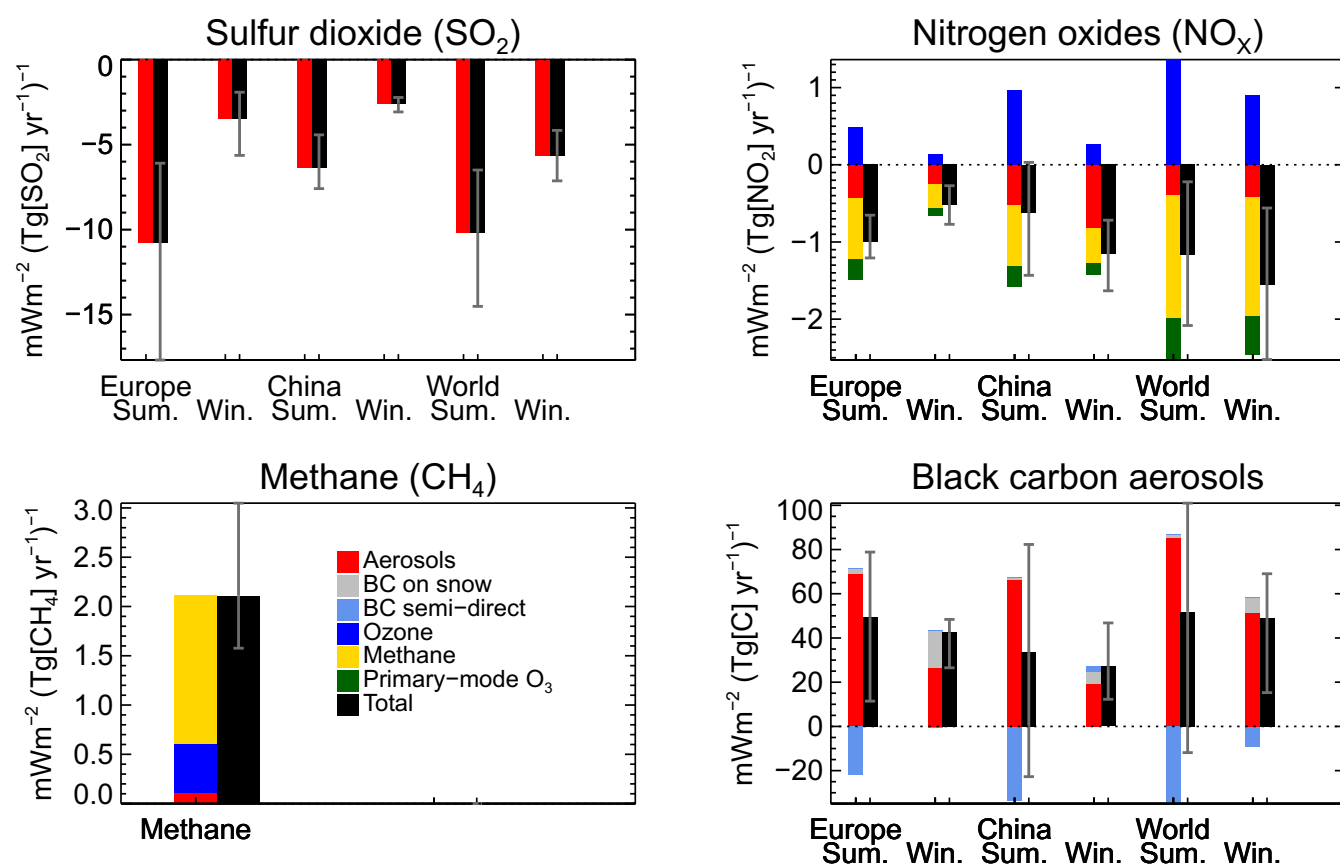 Sulfur dioxide (SO₂)
mWm⁻² (Tg[SO₂] yr⁻¹)⁻¹
0
−5
−10
−15
Europe China World
Sum. Win. Sum. Win. Sum. Win.
Nitrogen oxides (NOₓ)
mWm⁻² (Tg[NO₂] yr⁻¹)⁻¹
1
0
−1
−2
Europe China World
Sum. Win. Sum. Win. Sum. Win.
Methane (CH₄)
mWm⁻² (Tg[CH₄] yr⁻¹)⁻¹
3.0
2.5
2.0
1.5
1.0
0.5
0.0
Methane
Aerosols
BC on snow
BC semi−direct
Ozone
Methane
Primary−mode O₃
Total
Black carbon aerosols
mWm⁻² (Tg[C] yr⁻¹)⁻¹
100
80
60
40
20
0
−20
Europe China World
Sum. Win. Sum. Win. Sum. Win.